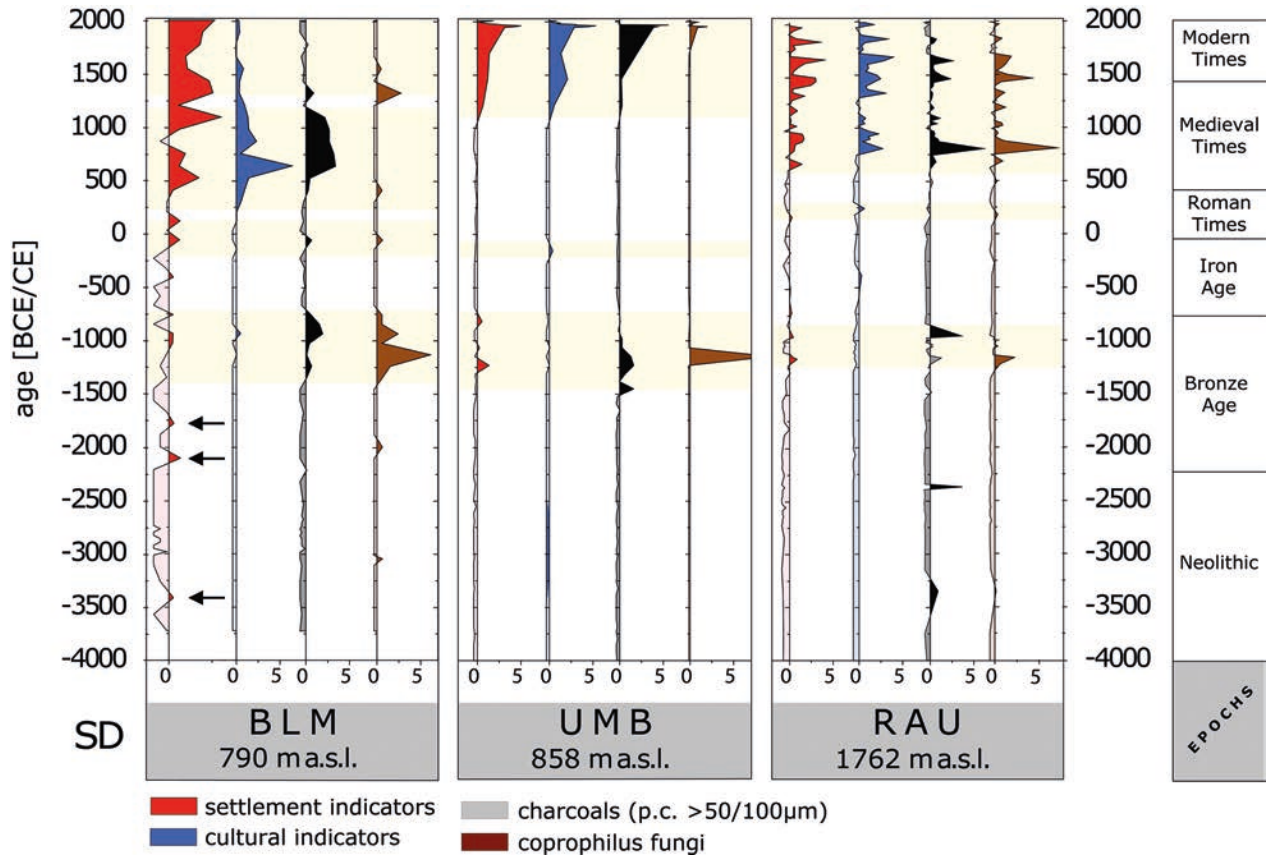 2000
1500
1000
500
0
-500
-1000
-1500
-2000
-2500
-3000
-3500
-4000
age [BCE/CE]
0 5 0 5 0 5 0 5
0 5 0 5 0 5 0 5
0 5 0 5 0 5 0 5
2000
1500
1000
500
0
-500
-1000
-1500
-2000
-2500
-3000
-3500
-4000
Modern
Times
Medieval
Times
Roman
Times
Iron
Age
Bronze
Age
Neolithic
EPOCHS
SD
BLM
790 m a.s.l.
UMB
858 m a.s.l.
RAU
1762 m a.s.l.
settlement indicators
cultural indicators
charcoals (p.c. >50/100µm)
coprophilus fungi